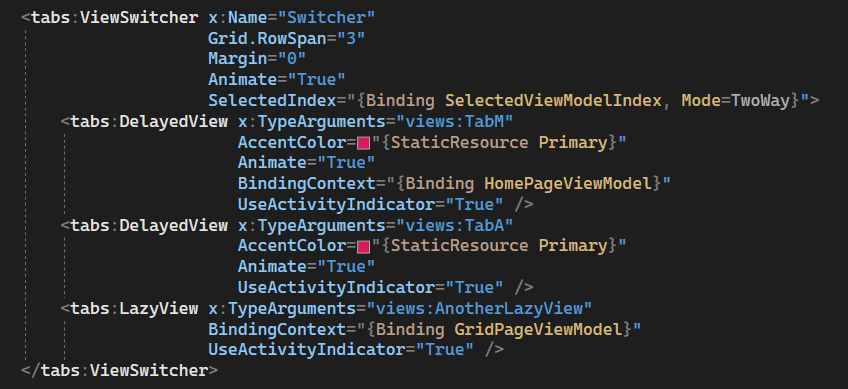 <tabs:ViewSwitcher x:Name="Switcher"
Grid.RowSpan="3"
Margin="0"
Animate="True"
SelectedIndex="{Binding SelectedViewModelIndex, Mode=TwoWay}">
<tabs:DelayedView x:TypeArguments="views:TabM"
AccentColor="{StaticResource Primary}"
Animate="True"
BindingContext="{Binding HomePageViewModel}"
UseActivityIndicator="True" />
<tabs:DelayedView x:TypeArguments="views:TabA"
AccentColor="{StaticResource Primary}"
Animate="True"
UseActivityIndicator="True" />
<tabs:LazyView x:TypeArguments="views:AnotherLazyView"
BindingContext="{Binding GridPageViewModel}"
UseActivityIndicator="True" />
</tabs:ViewSwitcher>